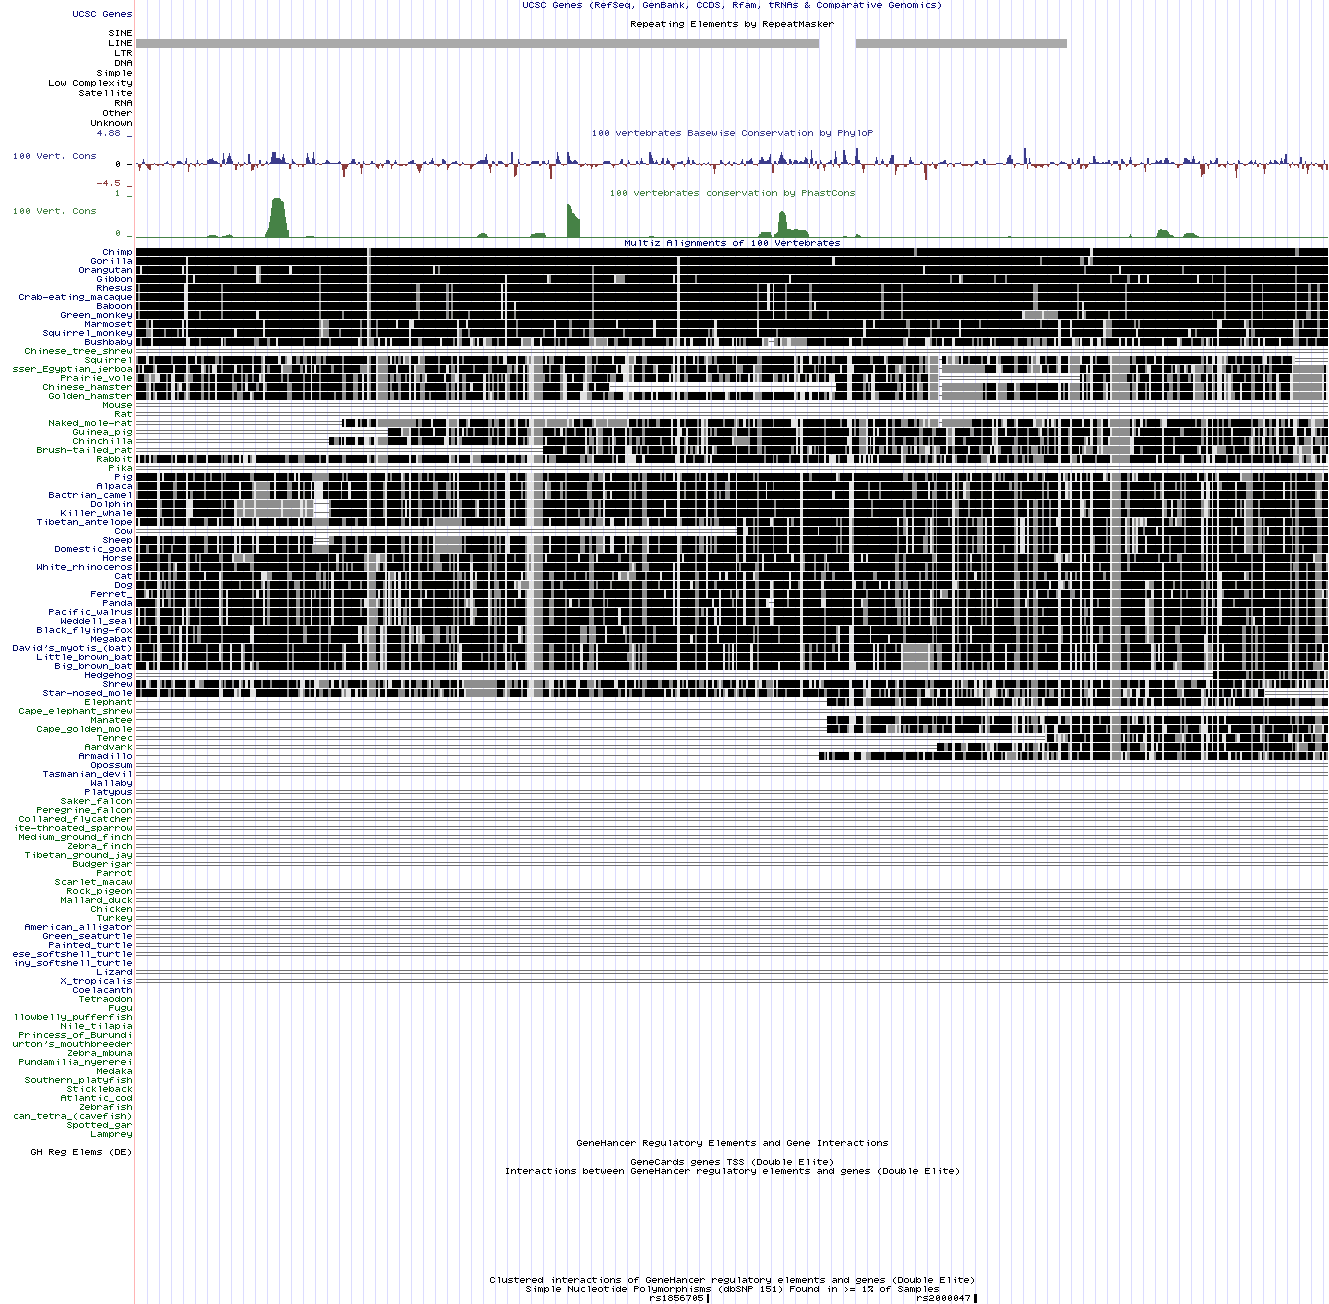 UCSC Genes (RefSeq, GenBank, CCDS, Rfam, tRNAs & Comparative Genomics)
UCSC Genes
Repeating Elements by RepeatMasker
SINE
LINE
LTR
DNA
Simple
Low Complexity
Satellite
RNA
Other
Unknown
4.88 _
100 vertebrates Basewise Conservation by PhyloP
100 Vert. Cons
0 _
-4.5 _
100 vertebrates conservation by PhastCons
1 _
100 Vert. Cons
0 _
Multiz Alignments of 100 Vertebrates
Chimp
Gorilla
Orangutan
Gibbon
Rhesus
Crab-eating_macaque
Baboon
Green_monkey
Marmoset
Squirrel_monkey
Bushbaby
Chinese_tree_shrew
Squirrel
sser_Egyptian_jerboa
Prairie_vole
Chinese_hamster
Golden_hamster
Mouse
Rat
Naked_mole-rat
Guinea_pig
Chinchilla
Brush-tailed_rat
Rabbit
Pika
Pig
Alpaca
Bactrian_camel
Dolphin
Killer_whale
Tibetan_antelope
Cow
Sheep
Domestic_goat
Horse
White_rhinoceros
Cat
Dog
Ferret_
Panda
Pacific_walrus
Weddell_seal
Black_flying-fox
Megabat
David's_myotis_(bat)
Little_brown_bat
Big_brown_bat
Hedgehog
Shrew
Star-nosed_mole
Elephant
Cape_elephant_shrew
Manatee
Cape_golden_mole
Tenrec
Aardvark
Armadillo
Opossum
Tasmanian_devil
Wallaby
Platypus
Saker_falcon
Peregrine_falcon
Collared_flycatcher
ite-throated_sparrow
Medium_ground_finch
Zebra_finch
Tibetan_ground_jay
Budgerigar
Parrot
Scarlet_macaw
Rock_pigeon
Mallard_duck
Chicken
Turkey
American_alligator
Green_seaturtle
Painted_turtle
ese_softshell_turtle
iny_softshell_turtle
Lizard
X_tropicalis
Coelacanth
Tetraodon
Fugu
llowbelly_pufferfish
Nile_tilapia
Princess_of_Burundi
urton's_mouthbreeder
Zebra_mbuna
Pundamilia_nyererei
Medaka
Southern_platyfish
Stickleback
Atlantic_cod
Zebrafish
can_tetra_(cavefish)
Spotted_gar
Lamprey
GeneHancer Regulatory Elements and Gene Interactions
GH Reg Elems (DE)
GeneCards genes TSS (Double Elite)
Interactions between GeneHancer regulatory elements and genes (Double Elite)
Clustered interactions of GeneHancer regulatory elements and genes (Double Elite)
Simple Nucleotide Polymorphisms (dbSNP 151) Found in >= 1% of Samples
rs1856705 rs2000047